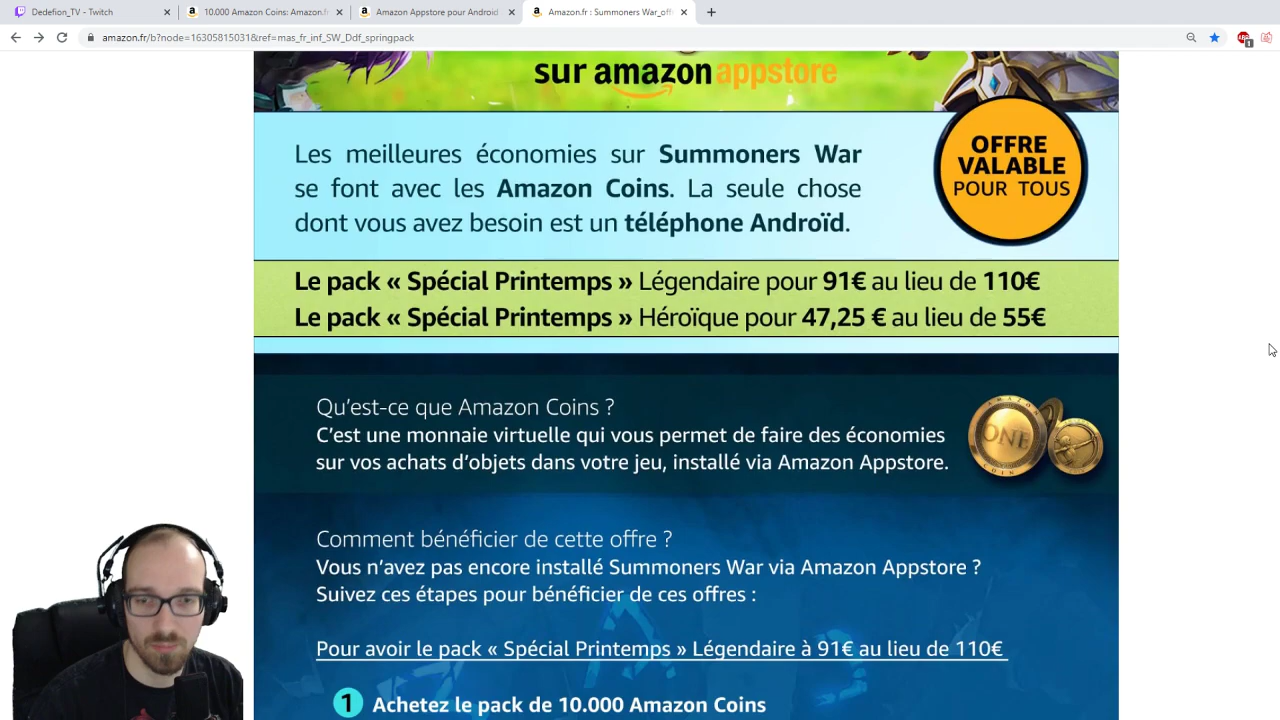 Dedefion_TV - Twitch
10.000 Amazon Coins: Amazon.fr
Amazon Appstore pour Android
Amazon.fr : Summoners War_off
amazon.fr/b?node=16305815031&ref=mas_fr_inf_SW_Ddf_springpack
sur amazon appstore
OFFRE
VALABLE
POUR TOUS
Les meilleures économies sur Summoners War
se font avec les Amazon Coins. La seule chose
dont vous avez besoin est un téléphone Androïd.
Le pack « Spécial Printemps » Légendaire pour 91€ au lieu de 110€
Le pack « Spécial Printemps » Héroïque pour 47,25 € au lieu de 55€
Qu'est-ce que Amazon Coins ?
C'est une monnaie virtuelle qui vous permet de faire des économies
sur vos achats d'objets dans votre jeu, installé via Amazon Appstore.
AMAZON
ONE
COIN
Comment bénéficier de cette offre ?
Vous n'avez pas encore installé Summoners War via Amazon Appstore ?
Suivez ces étapes pour bénéficier de ces offres :
Pour avoir le pack « Spécial Printemps » Légendaire à 91€ au lieu de 110€
1 Achetez le pack de 10.000 Amazon Coins